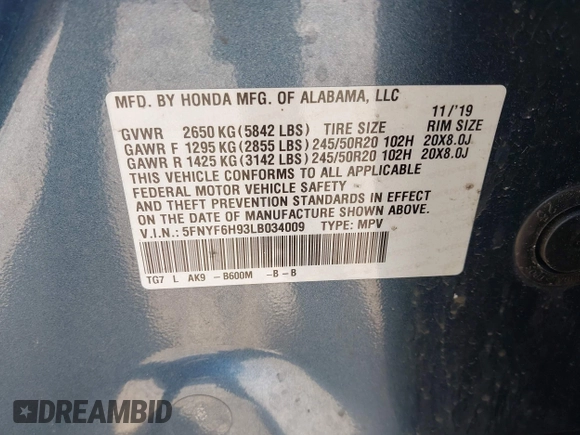 MFD. BY HONDA MFG. OF ALABAMA, LLC
11/'19
GVWR 2650 KG(5842 LBS) TIRE SIZE RIM SIZE
GAWR F 1295 KG(2855 LBS)245/50R20 102H 20X8.0J
GAWR R 1425 KG(3142 LBS)245/50R20 102H 20X8.0J
THIS VEHICLE CONFORMS TO ALL APPLICABLE
FEDERAL MOTOR VEHICLE SAFETY
AND THEFT PREVENTION STANDARDS IN EFFECT
ON THE DATE OF MANUFACTURE SHOWN ABOVE.
V.I.N.: 5FNYF6H93LB034009 TYPE: MPV
TG7 L AK9 -B600M -B-B
DREAMBID